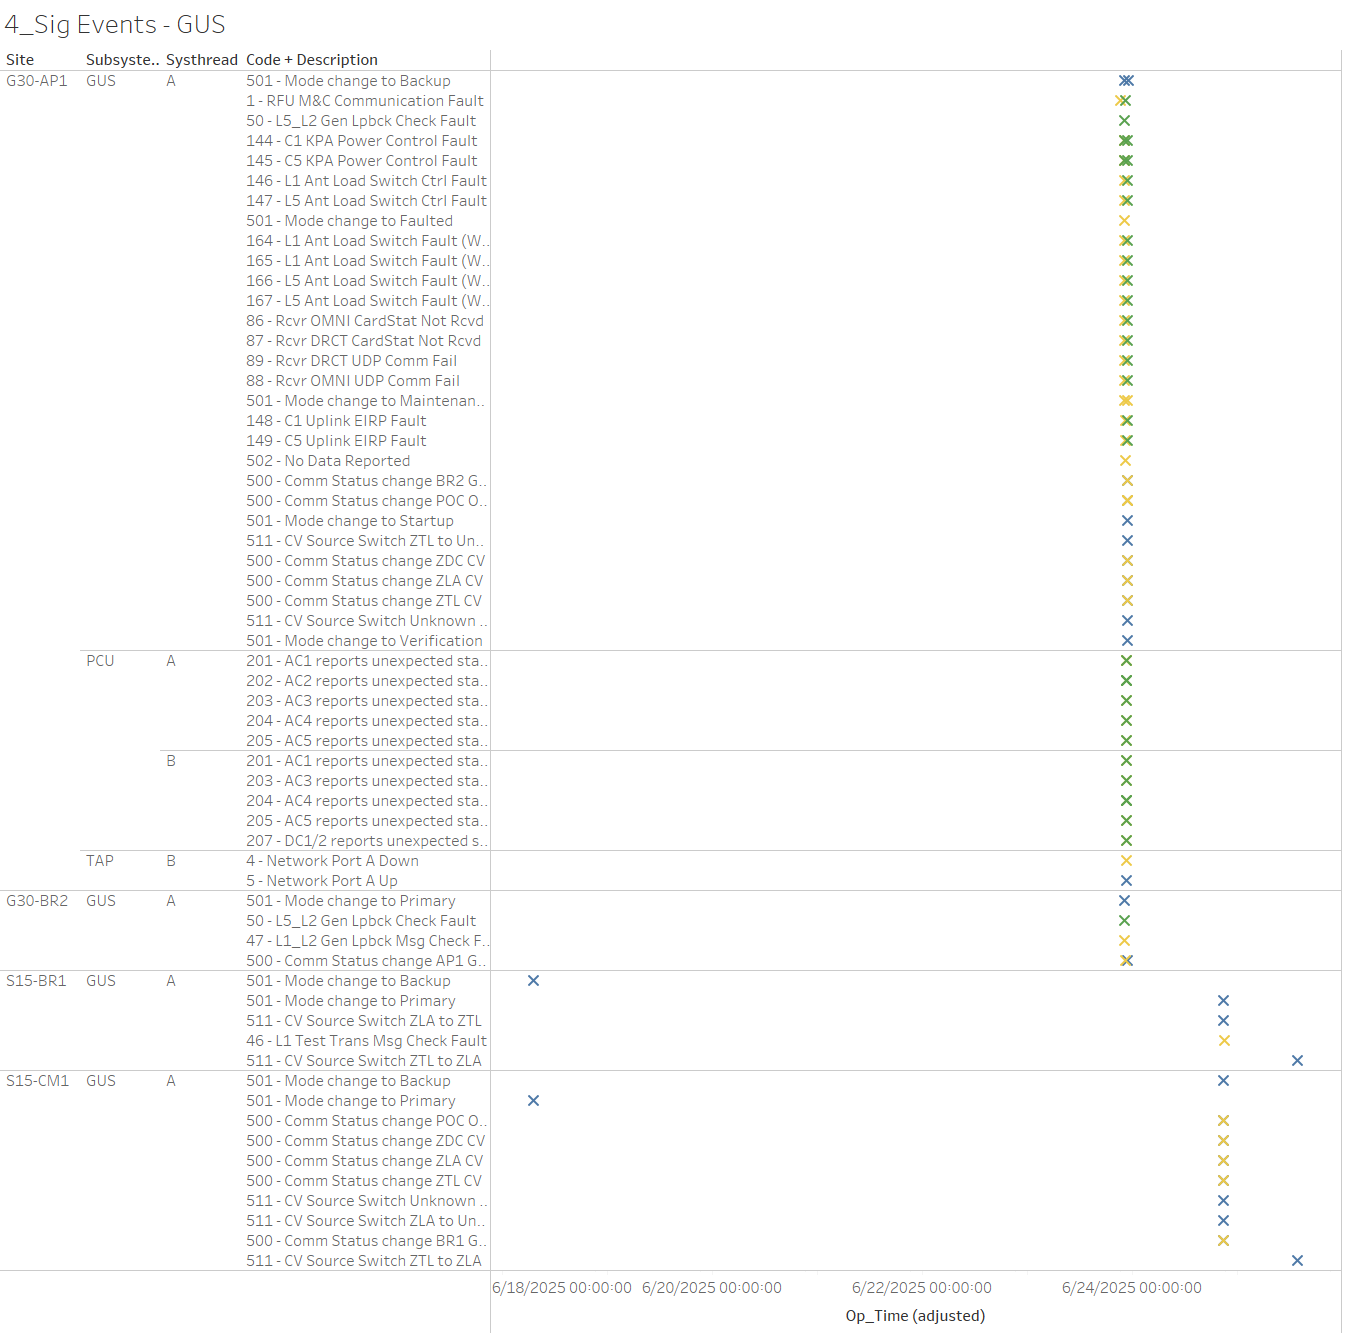 4_Sig Events - GUS
Site Subsyste.. Systhread Code + Description
G30-AP1 GUS A 501 - Mode change to Backup
1 - RFU M&C Communication Fault
50 - L5_L2 Gen Lpbck Check Fault
144 - C1 KPA Power Control Fault
145 - C5 KPA Power Control Fault
146 - L1 Ant Load Switch Ctrl Fault
147 - L5 Ant Load Switch Ctrl Fault
501 - Mode change to Faulted
164 - L1 Ant Load Switch Fault (W..
165 - L1 Ant Load Switch Fault (W..
166 - L5 Ant Load Switch Fault (W..
167 - L5 Ant Load Switch Fault (W..
86 - Rcvr OMNI CardStat Not Rcvd
87 - Rcvr DRCT CardStat Not Rcvd
89 - Rcvr DRCT UDP Comm Fail
88 - Rcvr OMNI UDP Comm Fail
501 - Mode change to Maintenan..
148 - C1 Uplink EIRP Fault
149 - C5 Uplink EIRP Fault
502 - No Data Reported
500 - Comm Status change BR2 G..
500 - Comm Status change POC O..
501 - Mode change to Startup
511 - CV Source Switch ZTL to Un..
500 - Comm Status change ZDC CV
500 - Comm Status change ZLA CV
500 - Comm Status change ZTL CV
511 - CV Source Switch Unknown ..
501 - Mode change to Verification
PCU A 201 - AC1 reports unexpected sta..
202 - AC2 reports unexpected sta..
203 - AC3 reports unexpected sta..
204 - AC4 reports unexpected sta..
205 - AC5 reports unexpected sta..
B 201 - AC1 reports unexpected sta..
203 - AC3 reports unexpected sta..
204 - AC4 reports unexpected sta..
205 - AC5 reports unexpected sta..
207 - DC1/2 reports unexpected s..
TAP B 4 - Network Port A Down
5 - Network Port A Up
G30-BR2 GUS A 501 - Mode change to Primary
50 - L5_L2 Gen Lpbck Check Fault
47 - L1_L2 Gen Lpbck Msg Check F..
500 - Comm Status change AP1 G..
S15-BR1 GUS A 501 - Mode change to Backup
501 - Mode change to Primary
511 - CV Source Switch ZLA to ZTL
46 - L1 Test Trans Msg Check Fault
511 - CV Source Switch ZTL to ZLA
S15-CM1 GUS A 501 - Mode change to Backup
501 - Mode change to Primary
500 - Comm Status change POC O..
500 - Comm Status change ZDC CV
500 - Comm Status change ZLA CV
500 - Comm Status change ZTL CV
511 - CV Source Switch Unknown ..
511 - CV Source Switch ZLA to Un..
500 - Comm Status change BR1 G..
511 - CV Source Switch ZTL to ZLA
6/18/2025 00:00:00 6/20/2025 00:00:00 6/22/2025 00:00:00 6/24/2025 00:00:00
Op_Time (adjusted)